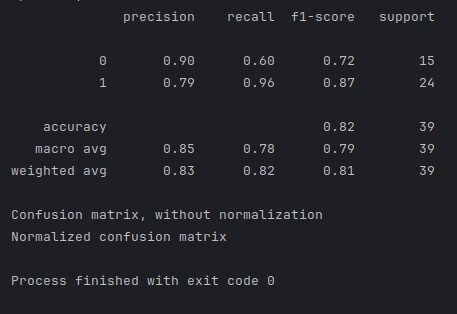 precision recall f1-score support
0 0.90 0.60 0.72 15
1 0.79 0.96 0.87 24
accuracy 0.82 39
macro avg 0.85 0.78 0.79 39
weighted avg 0.83 0.82 0.81 39
Confusion matrix, without normalization
Normalized confusion matrix
Process finished with exit code 0